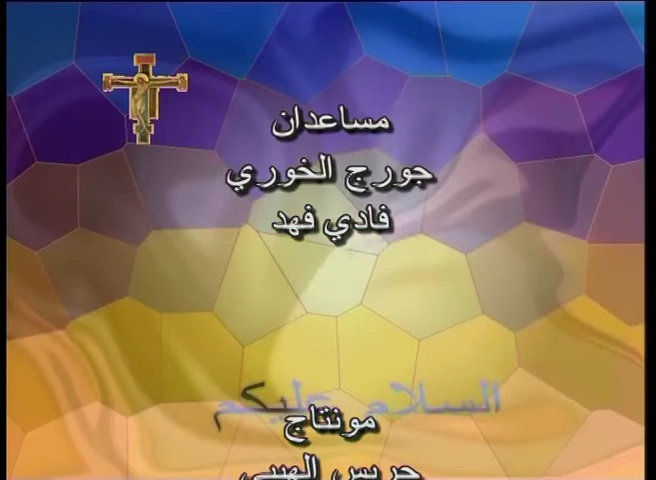 مساعدان
جورج الخوري
فادي فهد
السلام عليكم
مونتاج